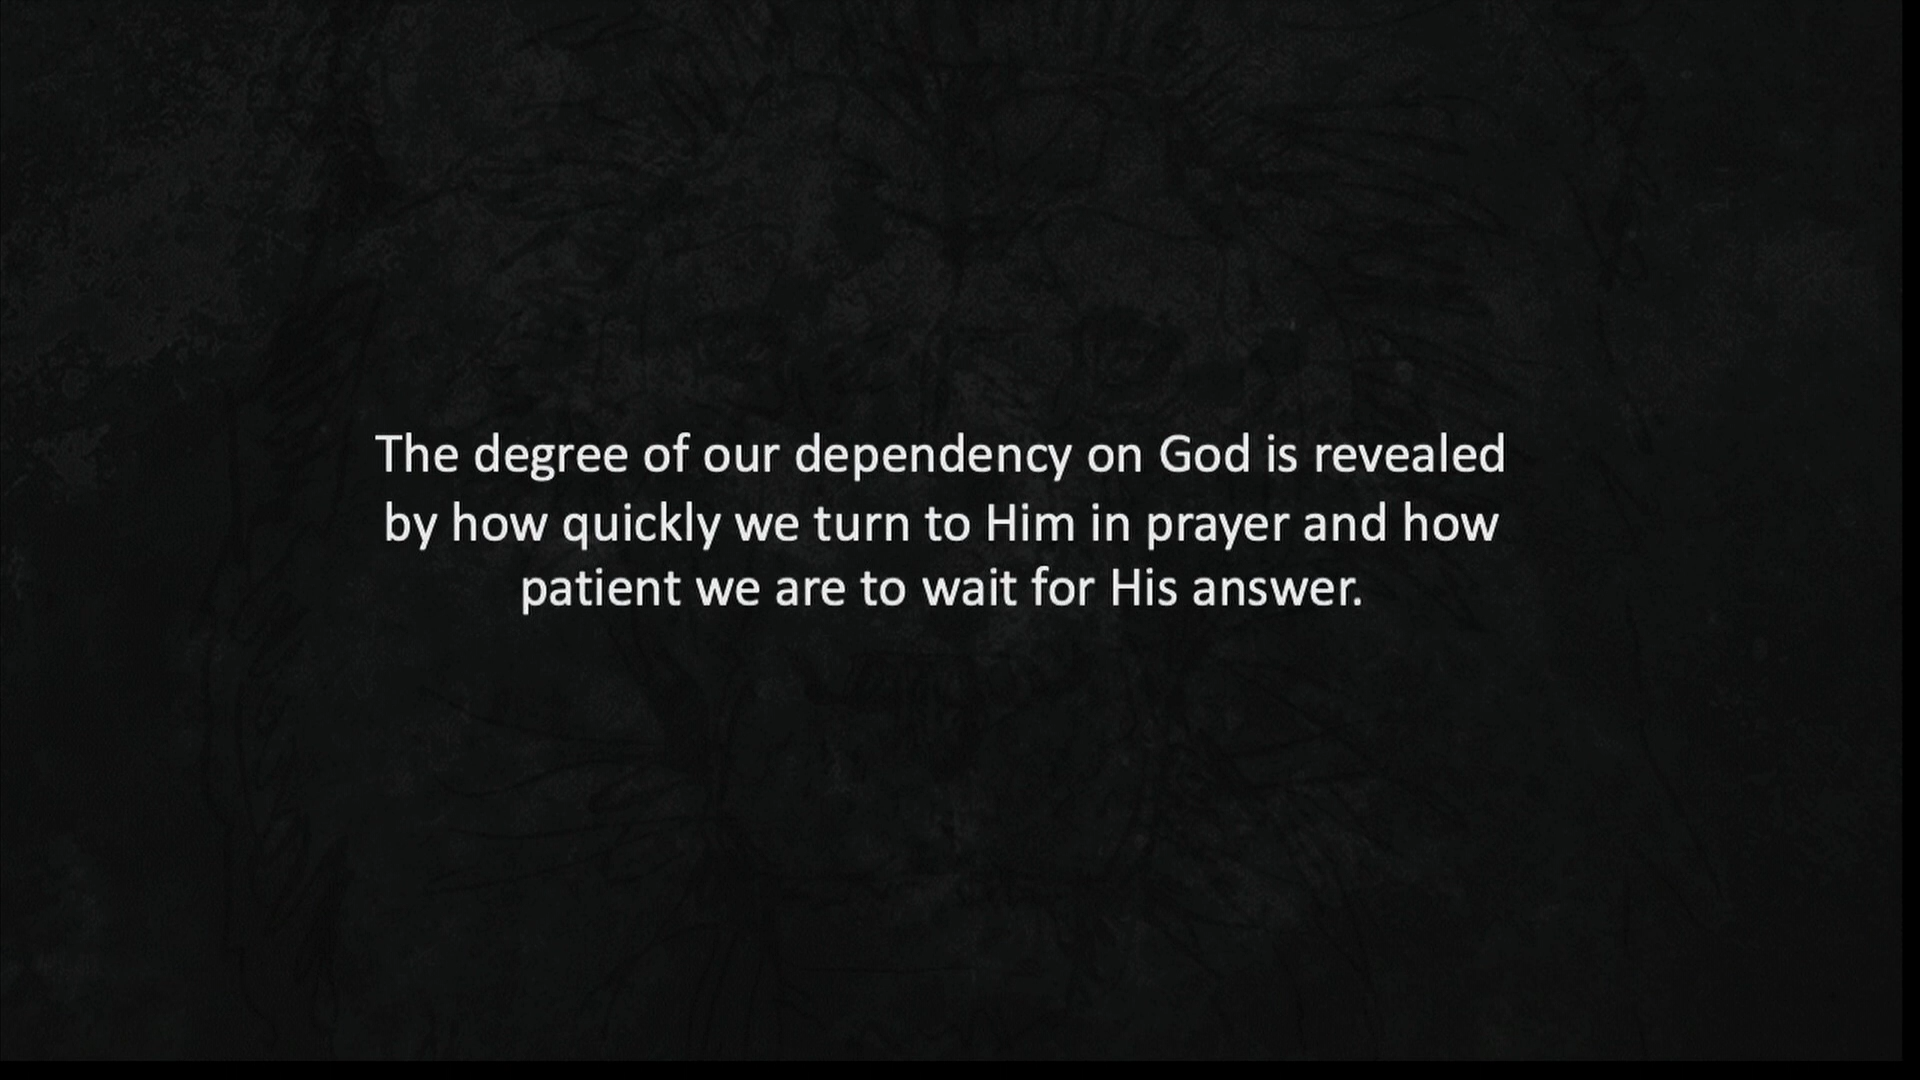 The degree of our dependency on God is revealed
by how quickly we turn to Him in prayer and how
patient we are to wait for His answer.